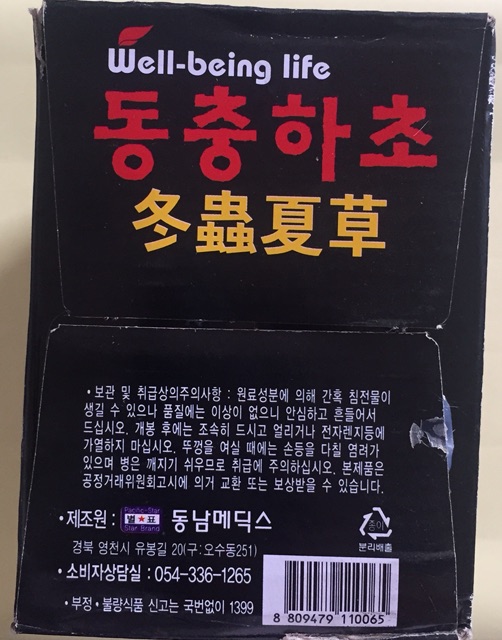 Well-being life
동충하초
冬蟲夏草
• 보관 및 취급상의주의사항 : 원료성분에 의해 간혹 침전물이
생길 수 있으나 품질에는 이상이 없으니 안심하고 흔들어서
드십시오. 개봉 후에는 조속히 드시고 얼리거나 전자렌지등에
가열하지 마십시오. 뚜껑을 여실 때에는 손등을 다칠 염려가
있으며 병은 깨지기 쉬우므로 취급에 주의하십시오. 본제품은
공정거래위원회고시에 의거 교환 또는 보상받을 수 있습니다.
• 제조원 : Pacific-Star 별★표 Star Brand 동남메딕스
경북 영천시 유봉길 20(구:오수동251)
• 소비자상담실 : 054-336-1265
• 부정 • 불량식품 신고는 국번없이 1399
종이
분리배출
8 809479 110065